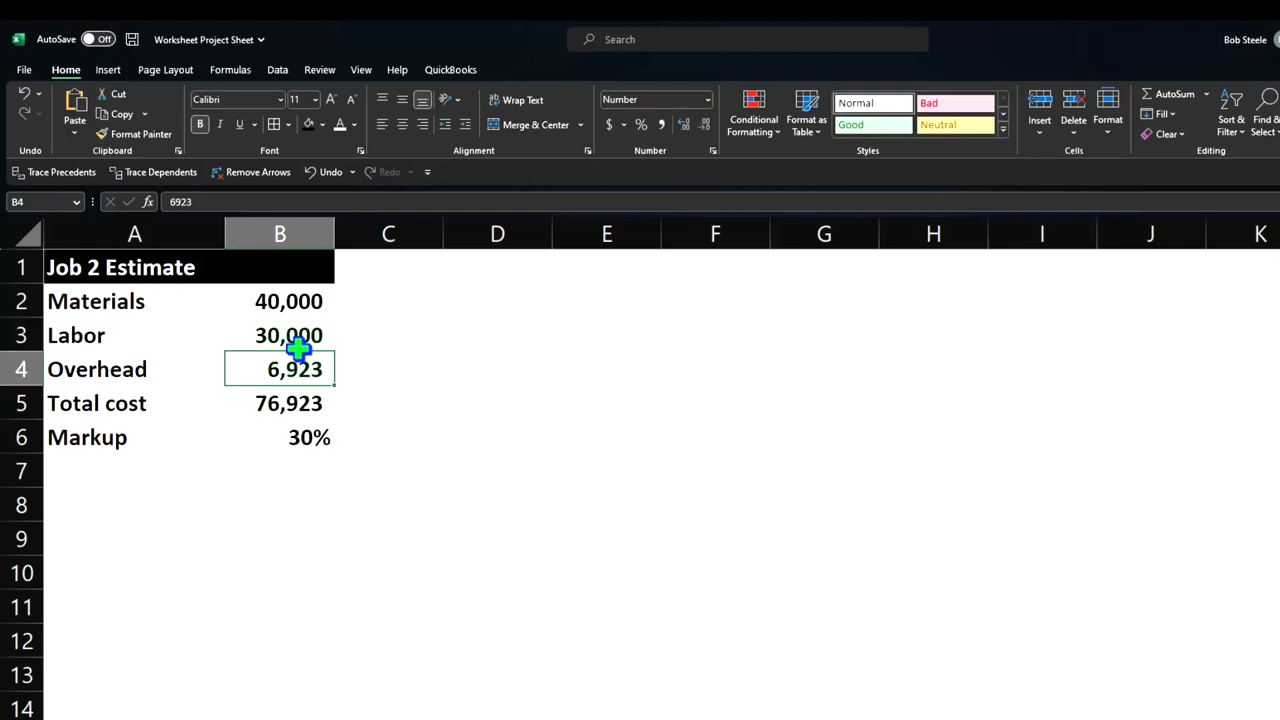 AutoSave Off Worksheet Project Sheet Search Bob Steele
File Home Insert Page Layout Formulas Data Review View Help QuickBooks
Paste Cut Copy Format Painter Calibri 11 Wrap Text Merge & Center Number Conditional Formatting Format as Table Normal Bad Good Neutral Insert Delete Format AutoSum Fill Clear Sort & Filter Find & Select
Undo Clipboard Font Alignment Number Styles Cells Editing
Trace Precedents Trace Dependents Remove Arrows Undo Redo
B4 fx 6923
A B C D E F G H I J K
1 Job 2 Estimate
2 Materials 40,000
3 Labor 30,000
4 Overhead 6,923
5 Total cost 76,923
6 Markup 30%
7
8
9
10
11
12
13
14